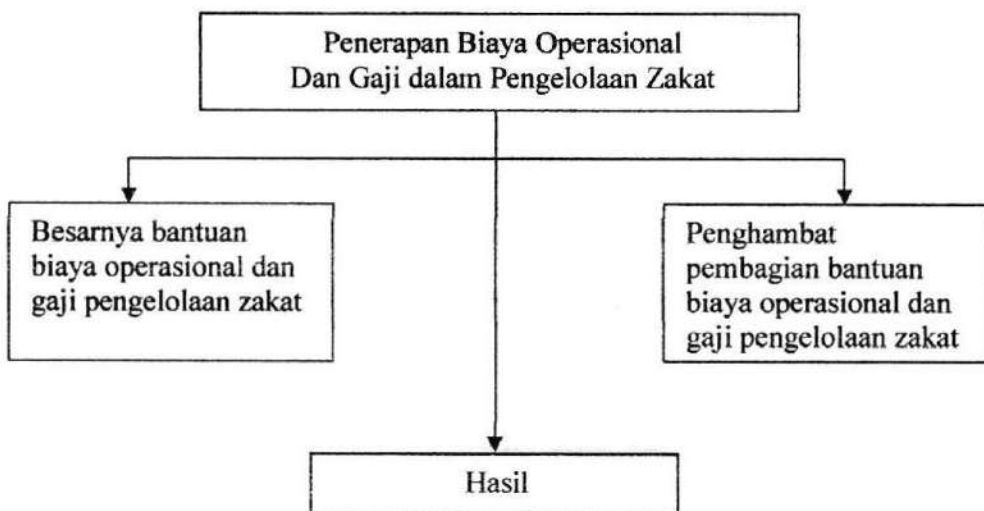 Penerapan Biaya Operasional
Dan Gaji dalam Pengelolaan Zakat
Besarnya bantuan
biaya operasional dan
gaji pengelolaan zakat
Penghambat
pembagian bantuan
biaya operasional dan
gaji pengelolaan zakat
Hasil